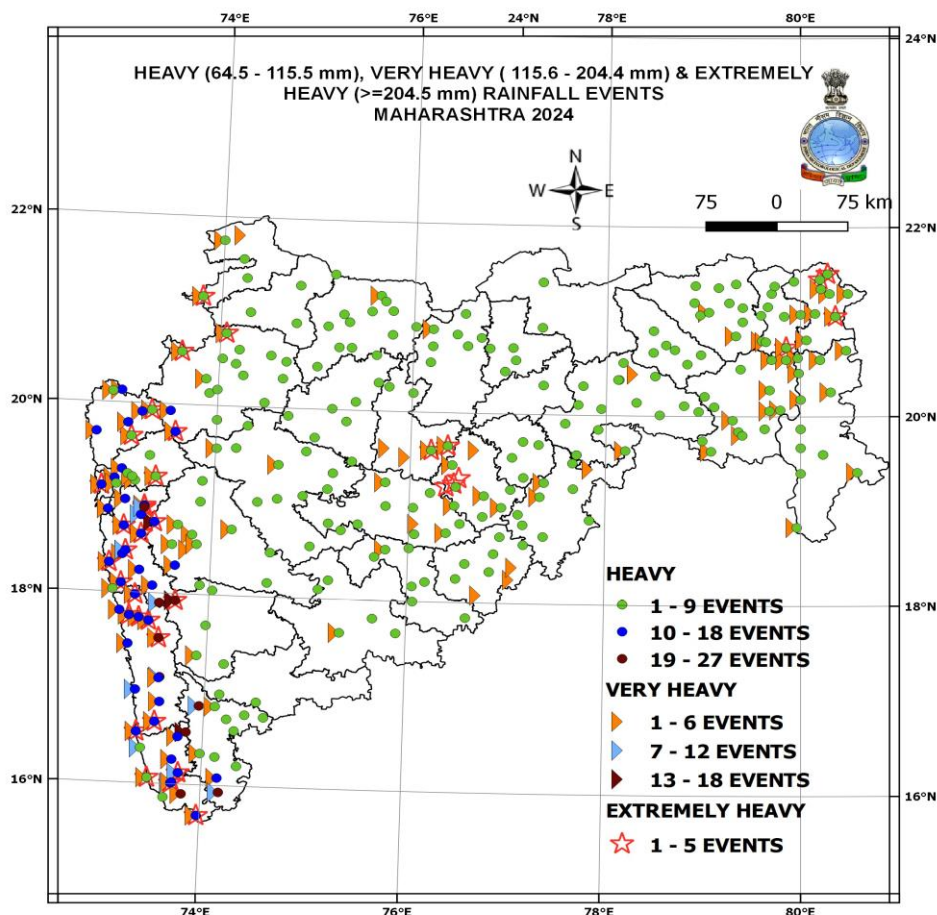 74°E 76°E 24°E 78°E 80°E
24°N
HEAVY (64.5 - 115.5 mm), VERY HEAVY ( 115.6 - 204.4 mm) & EXTREMELY
HEAVY (>=204.5 mm) RAINFALL EVENTS
MAHARASHTRA 2024
N
W E
S
75 0 75 km
22°N 22°N
20°N 20°N
18°N 18°N
HEAVY
1 - 9 EVENTS
10 - 18 EVENTS
19 - 27 EVENTS
VERY HEAVY
1 - 6 EVENTS
7 - 12 EVENTS
13 - 18 EVENTS
16°N 16°N
EXTREMELY HEAVY
1 - 5 EVENTS
74°E 76°E 78°E 80°E